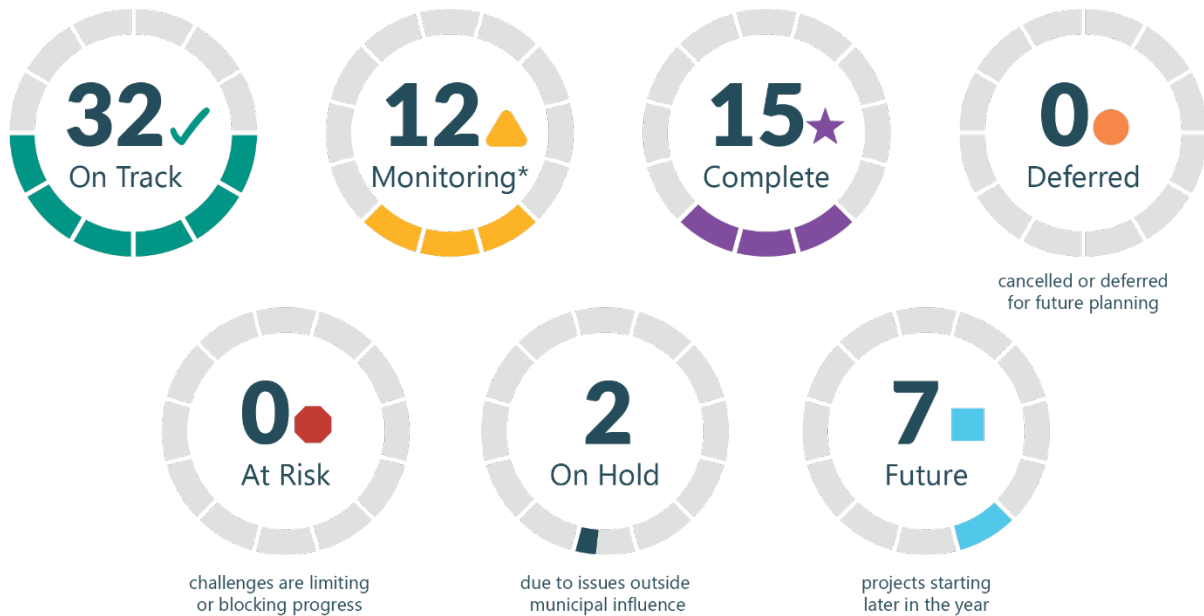 32
On Track
12
Monitoring*
15
Complete
0
Deferred
cancelled or deferred
for future planning
0
At Risk
challenges are limiting
or blocking progress
2
On Hold
due to issues outside
municipal influence
7
Future
projects starting
later in the year